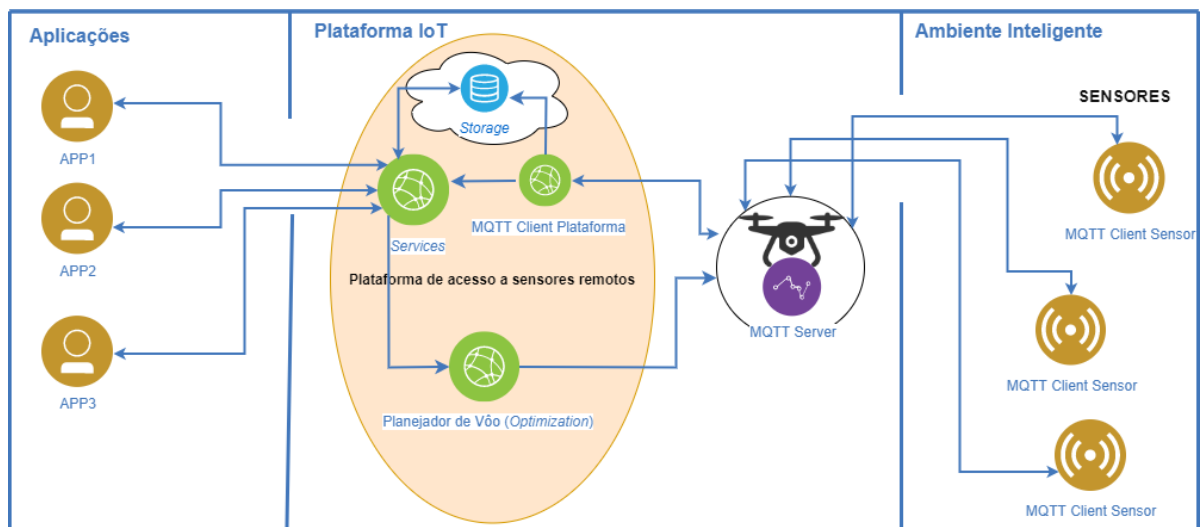 Aplicações
Plataforma IoT
Ambiente Inteligente
APP1
APP2
APP3
Storage
MQTT Client Plataforma
Services
Plataforma de acesso a sensores remotos
Planejador de Vôo (Optimization)
MQTT Server
SENSORES
MQTT Client Sensor
MQTT Client Sensor
MQTT Client Sensor